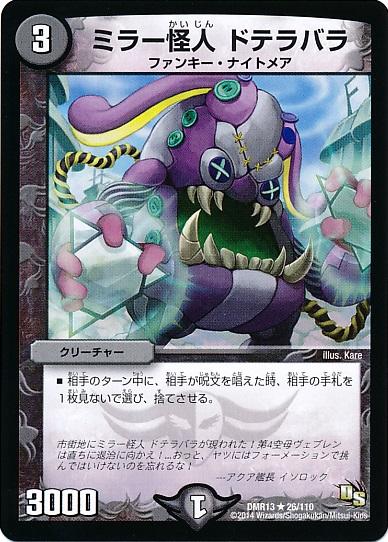 3
かいじん
ミラー怪人 ドテラバラ
ファンキー・ナイトメア
クリーチャー
illus. Kare
■ 相手のターン中に、相手が呪文を唱えた時、相手の手札を
１枚見ないで選び、捨てさせる。
市街地にミラー怪人 ドテラバラが現われた！第4空母ヴェブレン
は直ちに退治に向かえ！...おっと、ヤツにはフォーメーションで挑
んではいけないのを忘れるな！
---アクア艦長 イソロック
3000
1
DS
DMR13★26/110
©2014 Wizards/Shogakukan/Mitsui-Kids